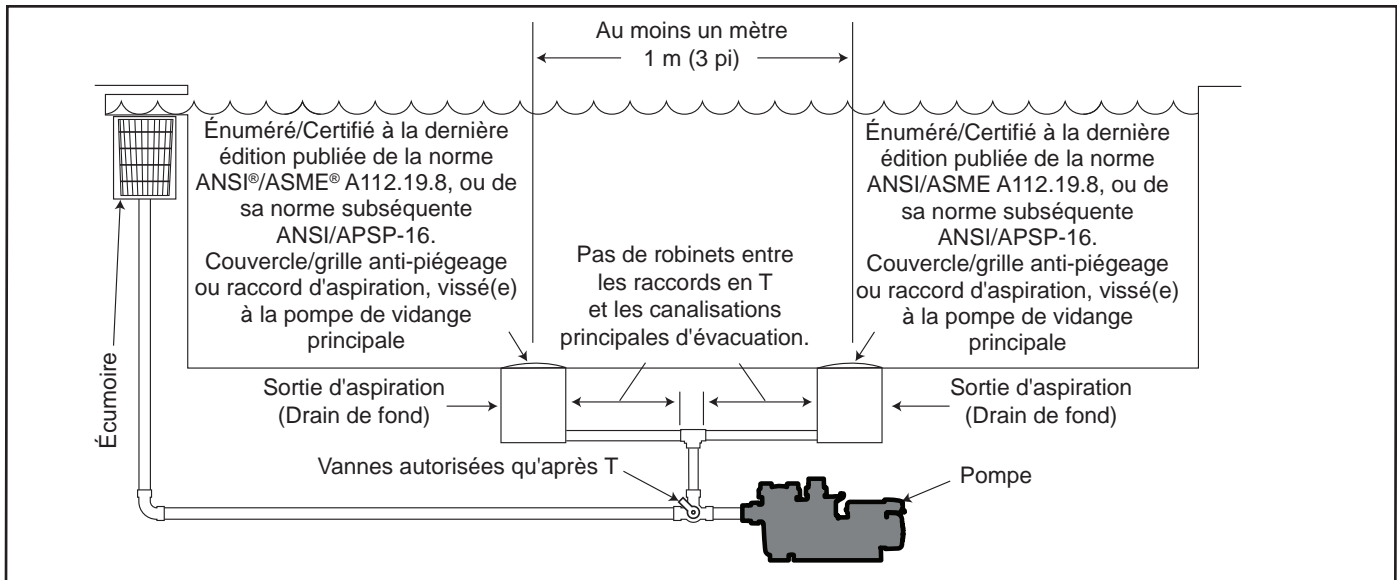 Au moins un mètre
1 m (3 pi)
Énuméré/Certifié à la dernière
édition publiée de la norme
ANSI®/ASME® A112.19.8, ou de
sa norme subséquente
ANSI/APSP-16.
Couvercle/grille anti-piégeage
ou raccord d'aspiration, vissé(e)
à la pompe de vidange
principale
Pas de robinets entre
les raccords en T
et les canalisations
principales d'évacuation.
Énuméré/Certifié à la dernière
édition publiée de la norme
ANSI/ASME A112.19.8, ou de
sa norme subséquente
ANSI/APSP-16.
Couvercle/grille anti-piégeage
ou raccord d'aspiration, vissé(e)
à la pompe de vidange
principale
Écumoire
Sortie d'aspiration
(Drain de fond)
Sortie d'aspiration
(Drain de fond)
Vannes autorisées qu'après T
Pompe